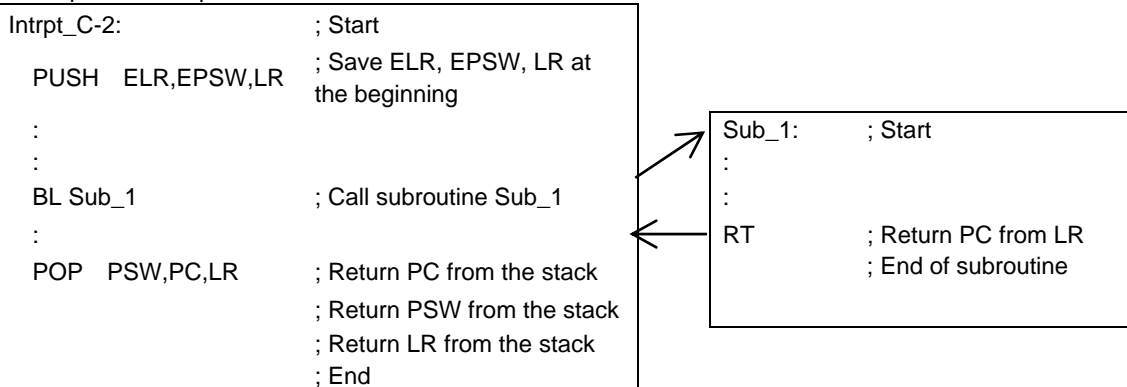 Intrpt_C-2: ; Start
PUSH ELR,EPSW,LR ; Save ELR, EPSW, LR at
the beginning
:
:
BL Sub_1 ; Call subroutine Sub_1
:
POP PSW,PC,LR ; Return PC from the stack
; Return PSW from the stack
; Return LR from the stack
; End
Sub_1: ; Start
:
:
RT ; Return PC from LR
; End of subroutine